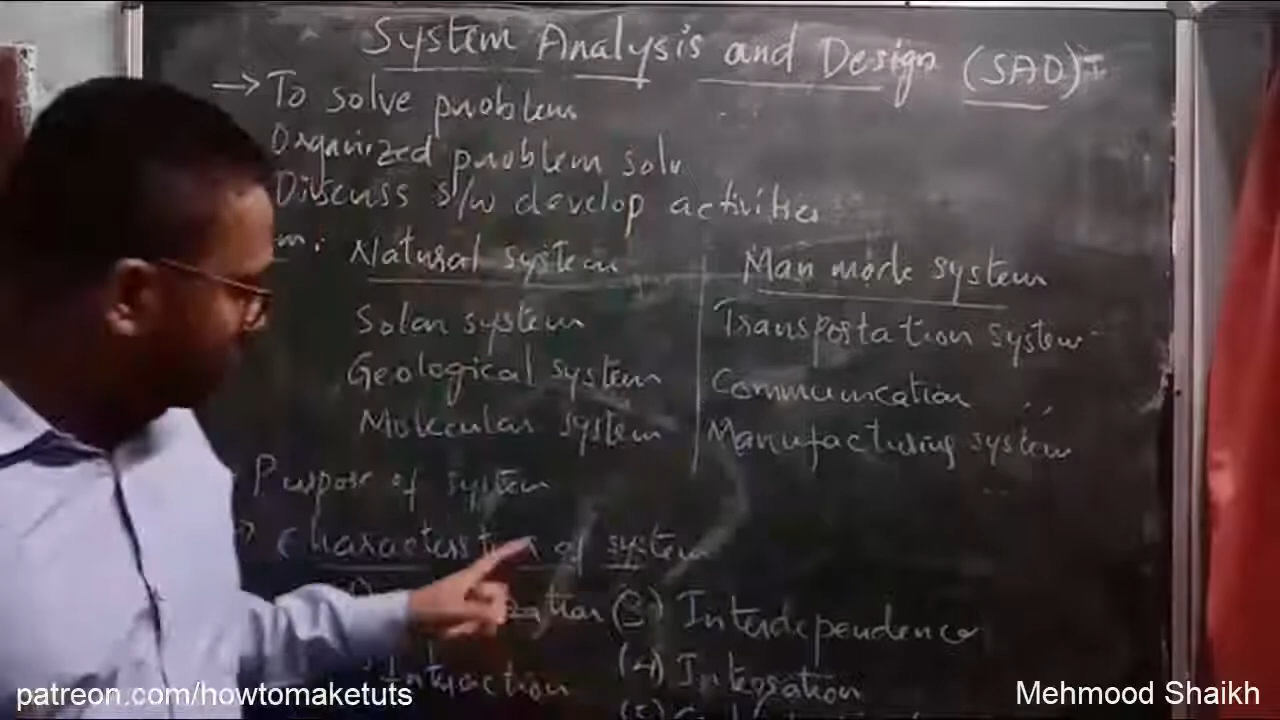 System Analysis and Design (SAD)
→ To solve problem
Organized problem solv
Discuss s/w develop activities
m. Natural system Man mode system
Solar system Transportation system
Geological system Communication ,,
Molecular system Manufacturing system
Purpose of system
→ of system
(3) Interdependence
Intraction (4) Integration
patreon.com/howtomaketuts Mehmood Shaikh